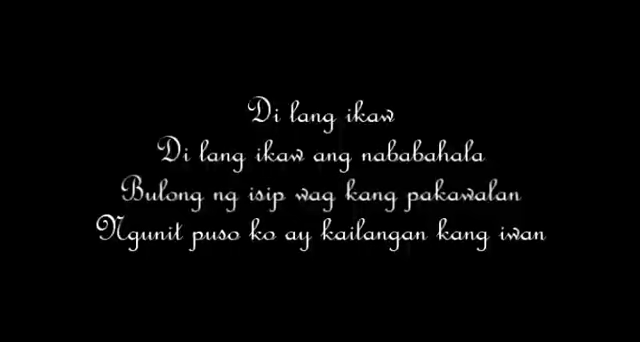 Di lang ikaw
Di lang ikaw ang nababahala
Bulong ng isip wag kang pakawalan
Ngunit puso ko ay kailangan kang iwan